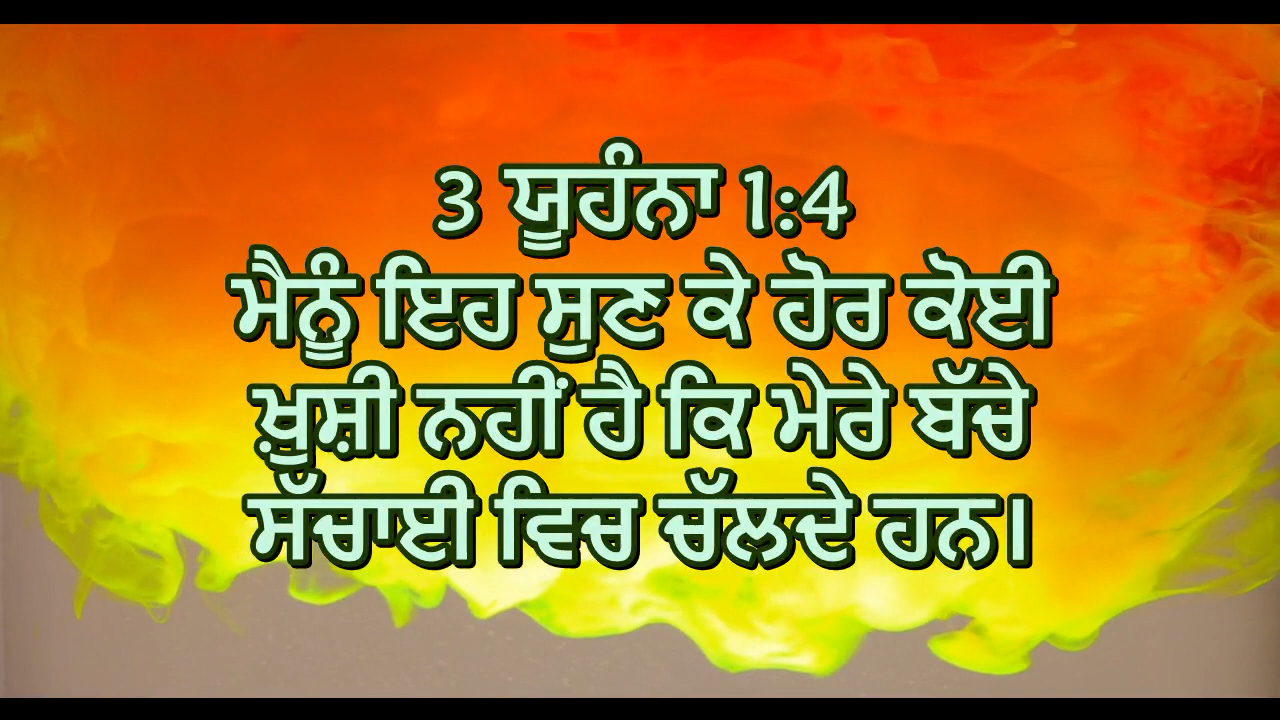 3 ਯੂਹੰਨਾ 1:4
ਮੈਨੂੰ ਇਹ ਸੁਣ ਕੇ ਹੋਰ ਕੋਈ
ਖ਼ੁਸ਼ੀ ਨਹੀਂ ਹੈ ਕਿ ਮੇਰੇ ਬੱਚੇ
ਸੱਚਾਈ ਵਿਚ ਚੱਲਦੇ ਹਨ।